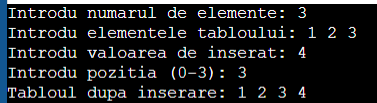 Introdu numarul de elemente: 3
Introdu elementele tabloului: 1 2 3
Introdu valoarea de inserat: 4
Introdu pozitia (0-3): 3
Tabloul dupa inserare: 1 2 3 4